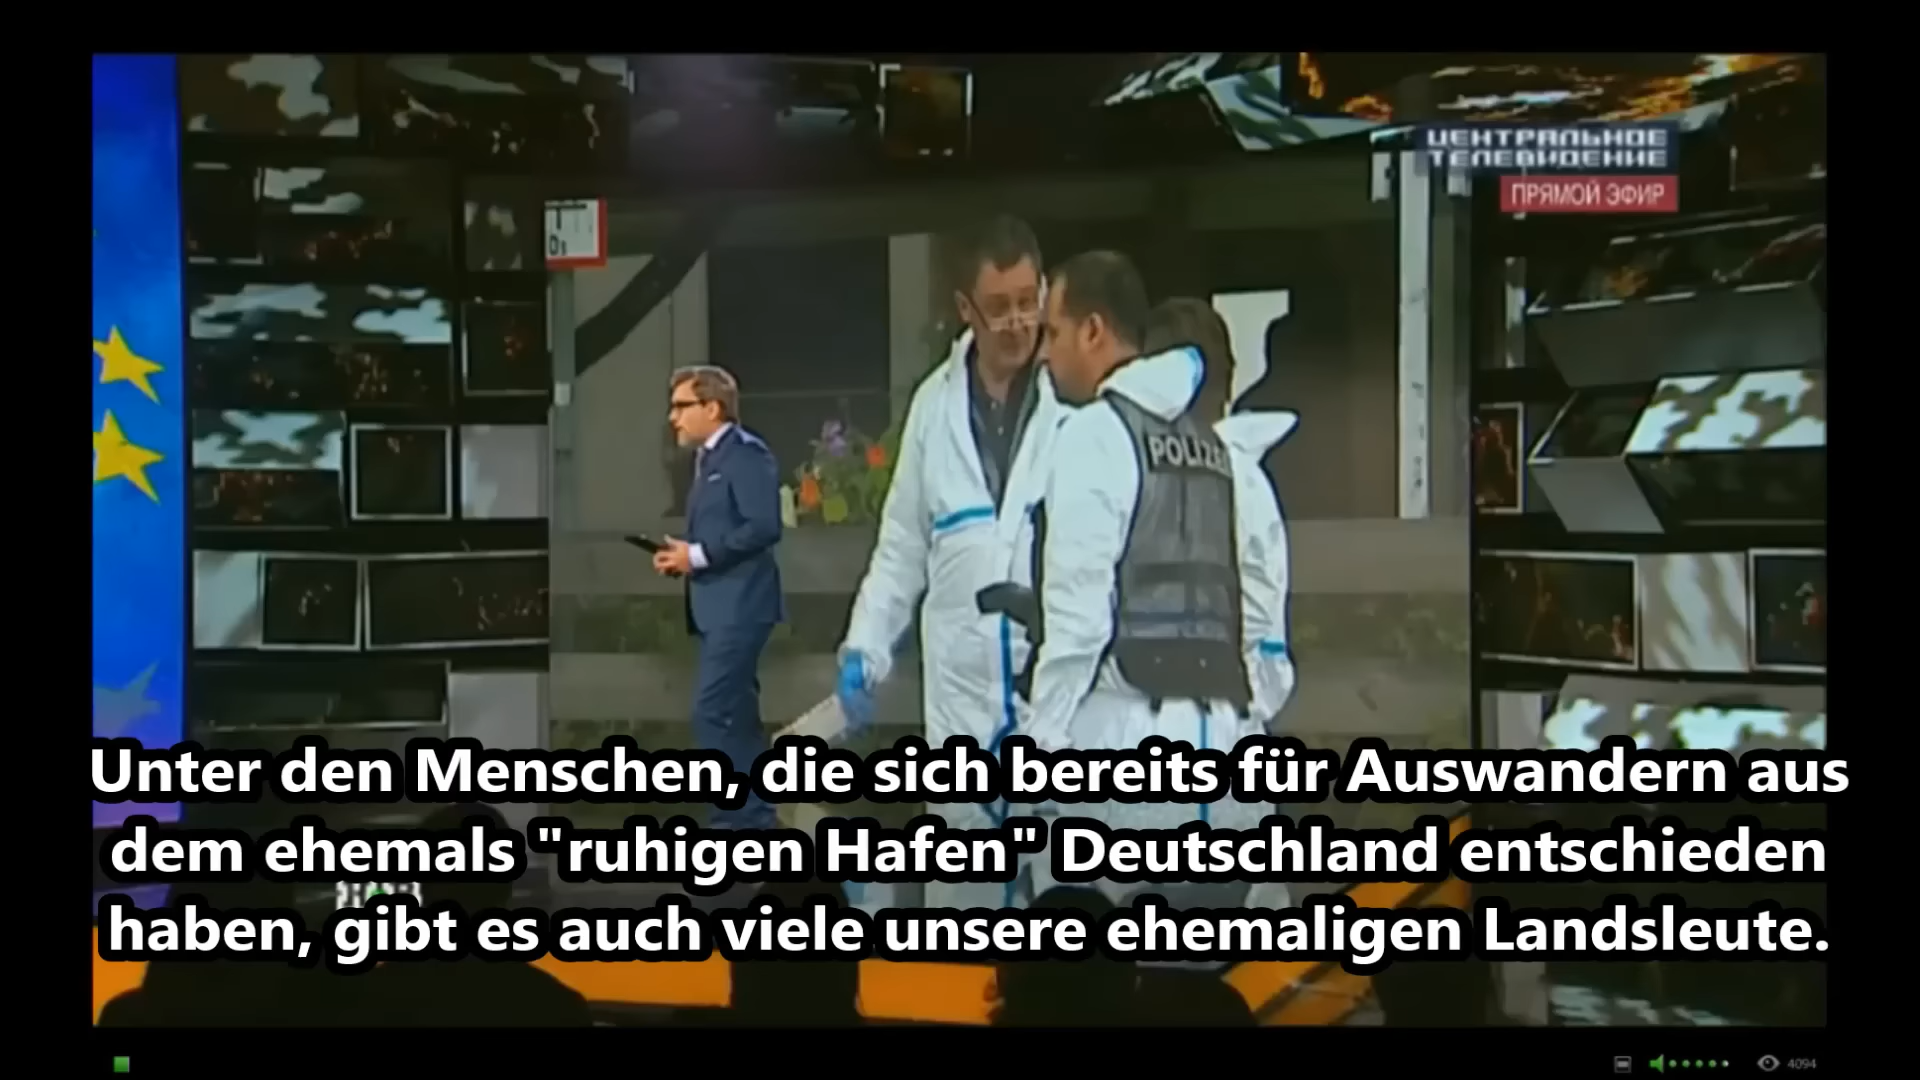 ЦЕНТРАЛЬНОЕ
ТЕЛЕВИДЕНИЕ
ПРЯМОЙ ЭФИР
POLIZEI
Unter den Menschen, die sich bereits für Auswandern aus
dem ehemals "ruhigen Hafen" Deutschland entschieden
haben, gibt es auch viele unsere ehemaligen Landsleute.
4094